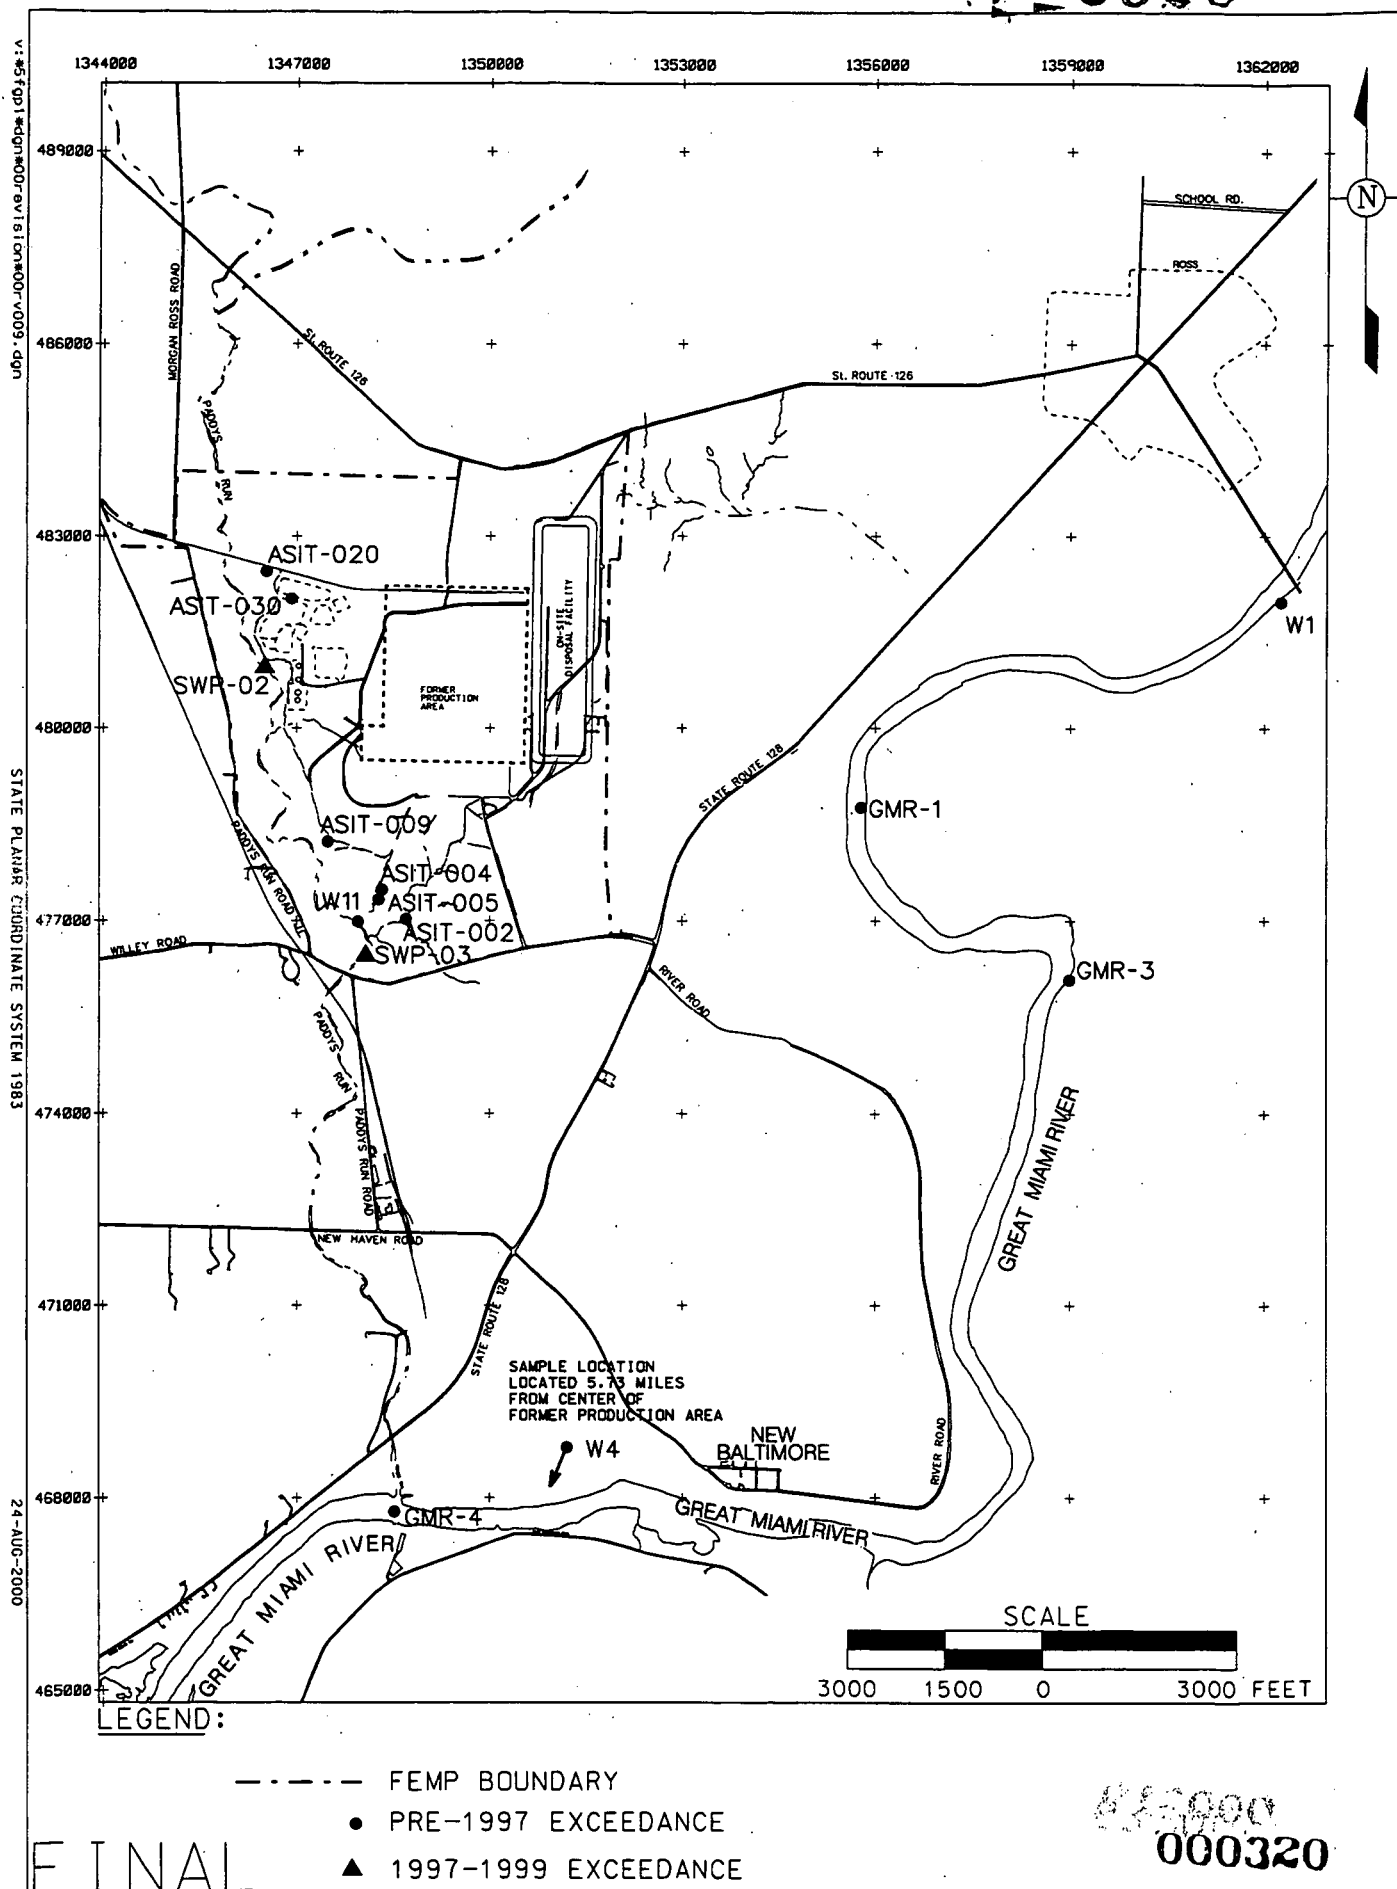 1344000 1347000 1350000 1353000 1356000 1359000 1362000
489000
486000
483000
480000
477000
474000
471000
468000
465000
v:*5fgp1*dgn*00revision*00rv009.dgn
STATE PLANAR COORDINATE SYSTEM 1983
24-AUG-2000
N
SCHOOL RD.
ROSS
MORGAN ROSS ROAD
St. ROUTE 126
St. ROUTE 126
PADDYS RUN
ASIT-020
ASIT-030
SWP-02
FORMER
PRODUCTION
AREA
ON-SITE
DISPOSAL FACILITY
W1
STATE ROUTE 128
GMR-1
ASIT-009
ASIT-004
PADDYS RUN ROAD
IW11
ASIT-005
ASIT-002
SWP-03
WILLEY ROAD
RIVER ROAD
GMR-3
PADDYS RUN
GREAT MIAMI RIVER
PADDYS RUN ROAD
NEW HAVEN ROAD
STATE ROUTE 128
SAMPLE LOCATION
LOCATED 5.73 MILES
FROM CENTER OF
FORMER PRODUCTION AREA
W4
NEW
BALTIMORE
RIVER ROAD
GREAT MIAMI RIVER
GMR-4
GREAT MIAMI RIVER
SCALE
3000 1500 0 3000 FEET
LEGEND:
FEMP BOUNDARY
PRE-1997 EXCEEDANCE
1997-1999 EXCEEDANCE
FINAL
000320